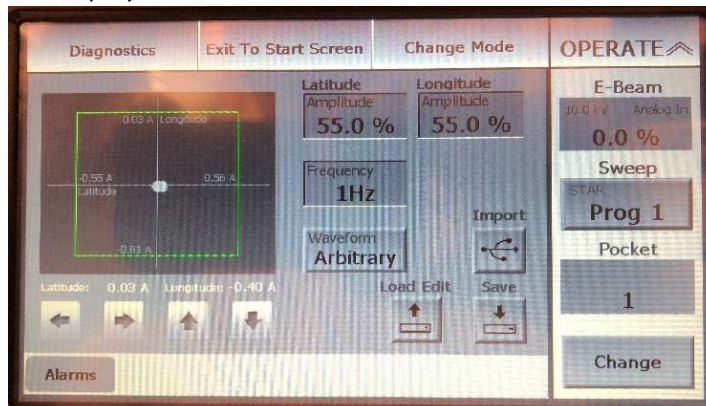 Diagnostics
Exit To Start Screen
Change Mode
OPERATE
Latitude
Longitude
Amplitude
55.0 %
Amplitude
55.0 %
0.03 A Longitude
-0.55 A
0.56 A
Latitude
-0.81 A
Frequency
1Hz
Waveform
Arbitrary
Import
Load Edit
Save
Latitude: 0.03 A Longitude: -0.40 A
Alarms
E-Beam
10.0 kV Analog In
0.0 %
Sweep
STAR
Prog 1
Pocket
1
Change